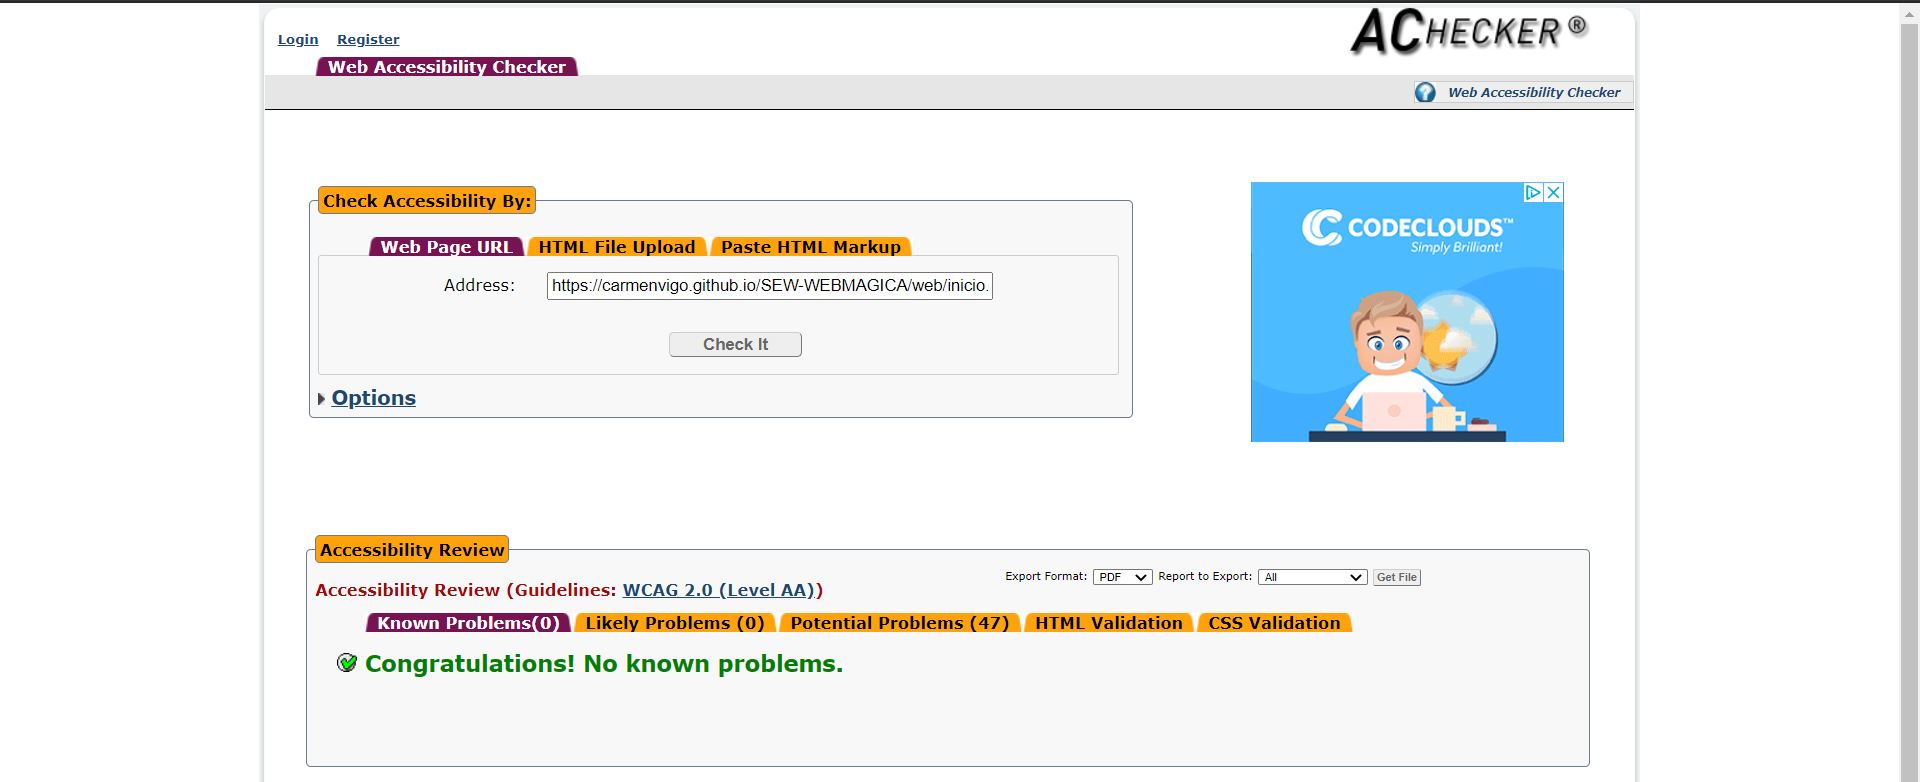 Login Register
ACHECKER®
Web Accessibility Checker
Web Accessibility Checker
Check Accessibility By:
Web Page URL HTML File Upload Paste HTML Markup
Address: https://carmenvigo.github.io/SEW-WEBMAGICA/web/inicio.
Check It
Options
CODECLOUDS™
Simply Brilliant!
Accessibility Review
Export Format: PDF Report to Export: All Get File
Accessibility Review (Guidelines: WCAG 2.0 (Level AA))
Known Problems(0) Likely Problems (0) Potential Problems (47) HTML Validation CSS Validation
Congratulations! No known problems.